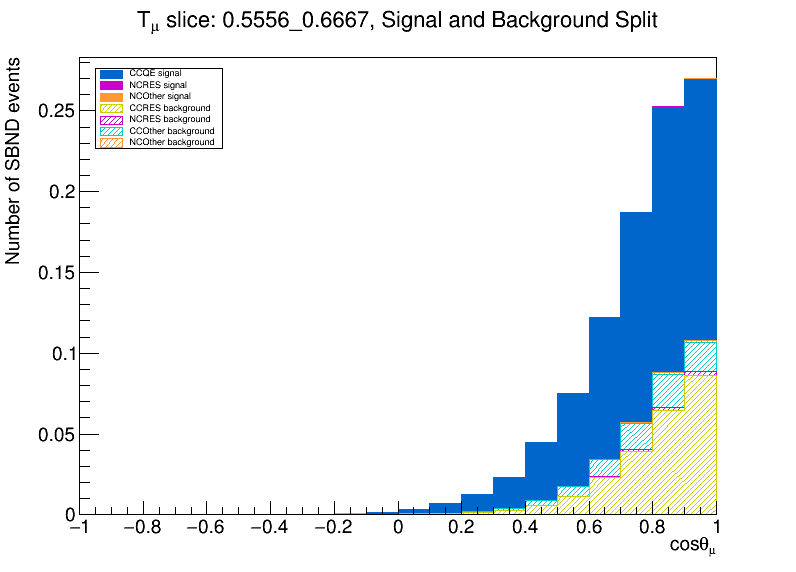 Tμ slice: 0.5556_0.6667, Signal and Background Split
Number of SBND events
CCQE signal
NCRES signal
NCOther signal
CCRES background
NCRES background
CCOther background
NCOther background
0.25
0.2
0.15
0.1
0.05
0
−1 −0.8 −0.6 −0.4 −0.2 0 0.2 0.4 0.6 0.8 1
cosθμ